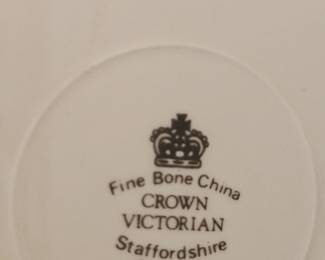 Fine Bone China
CROWN
VICTORIAN
Staffordshire